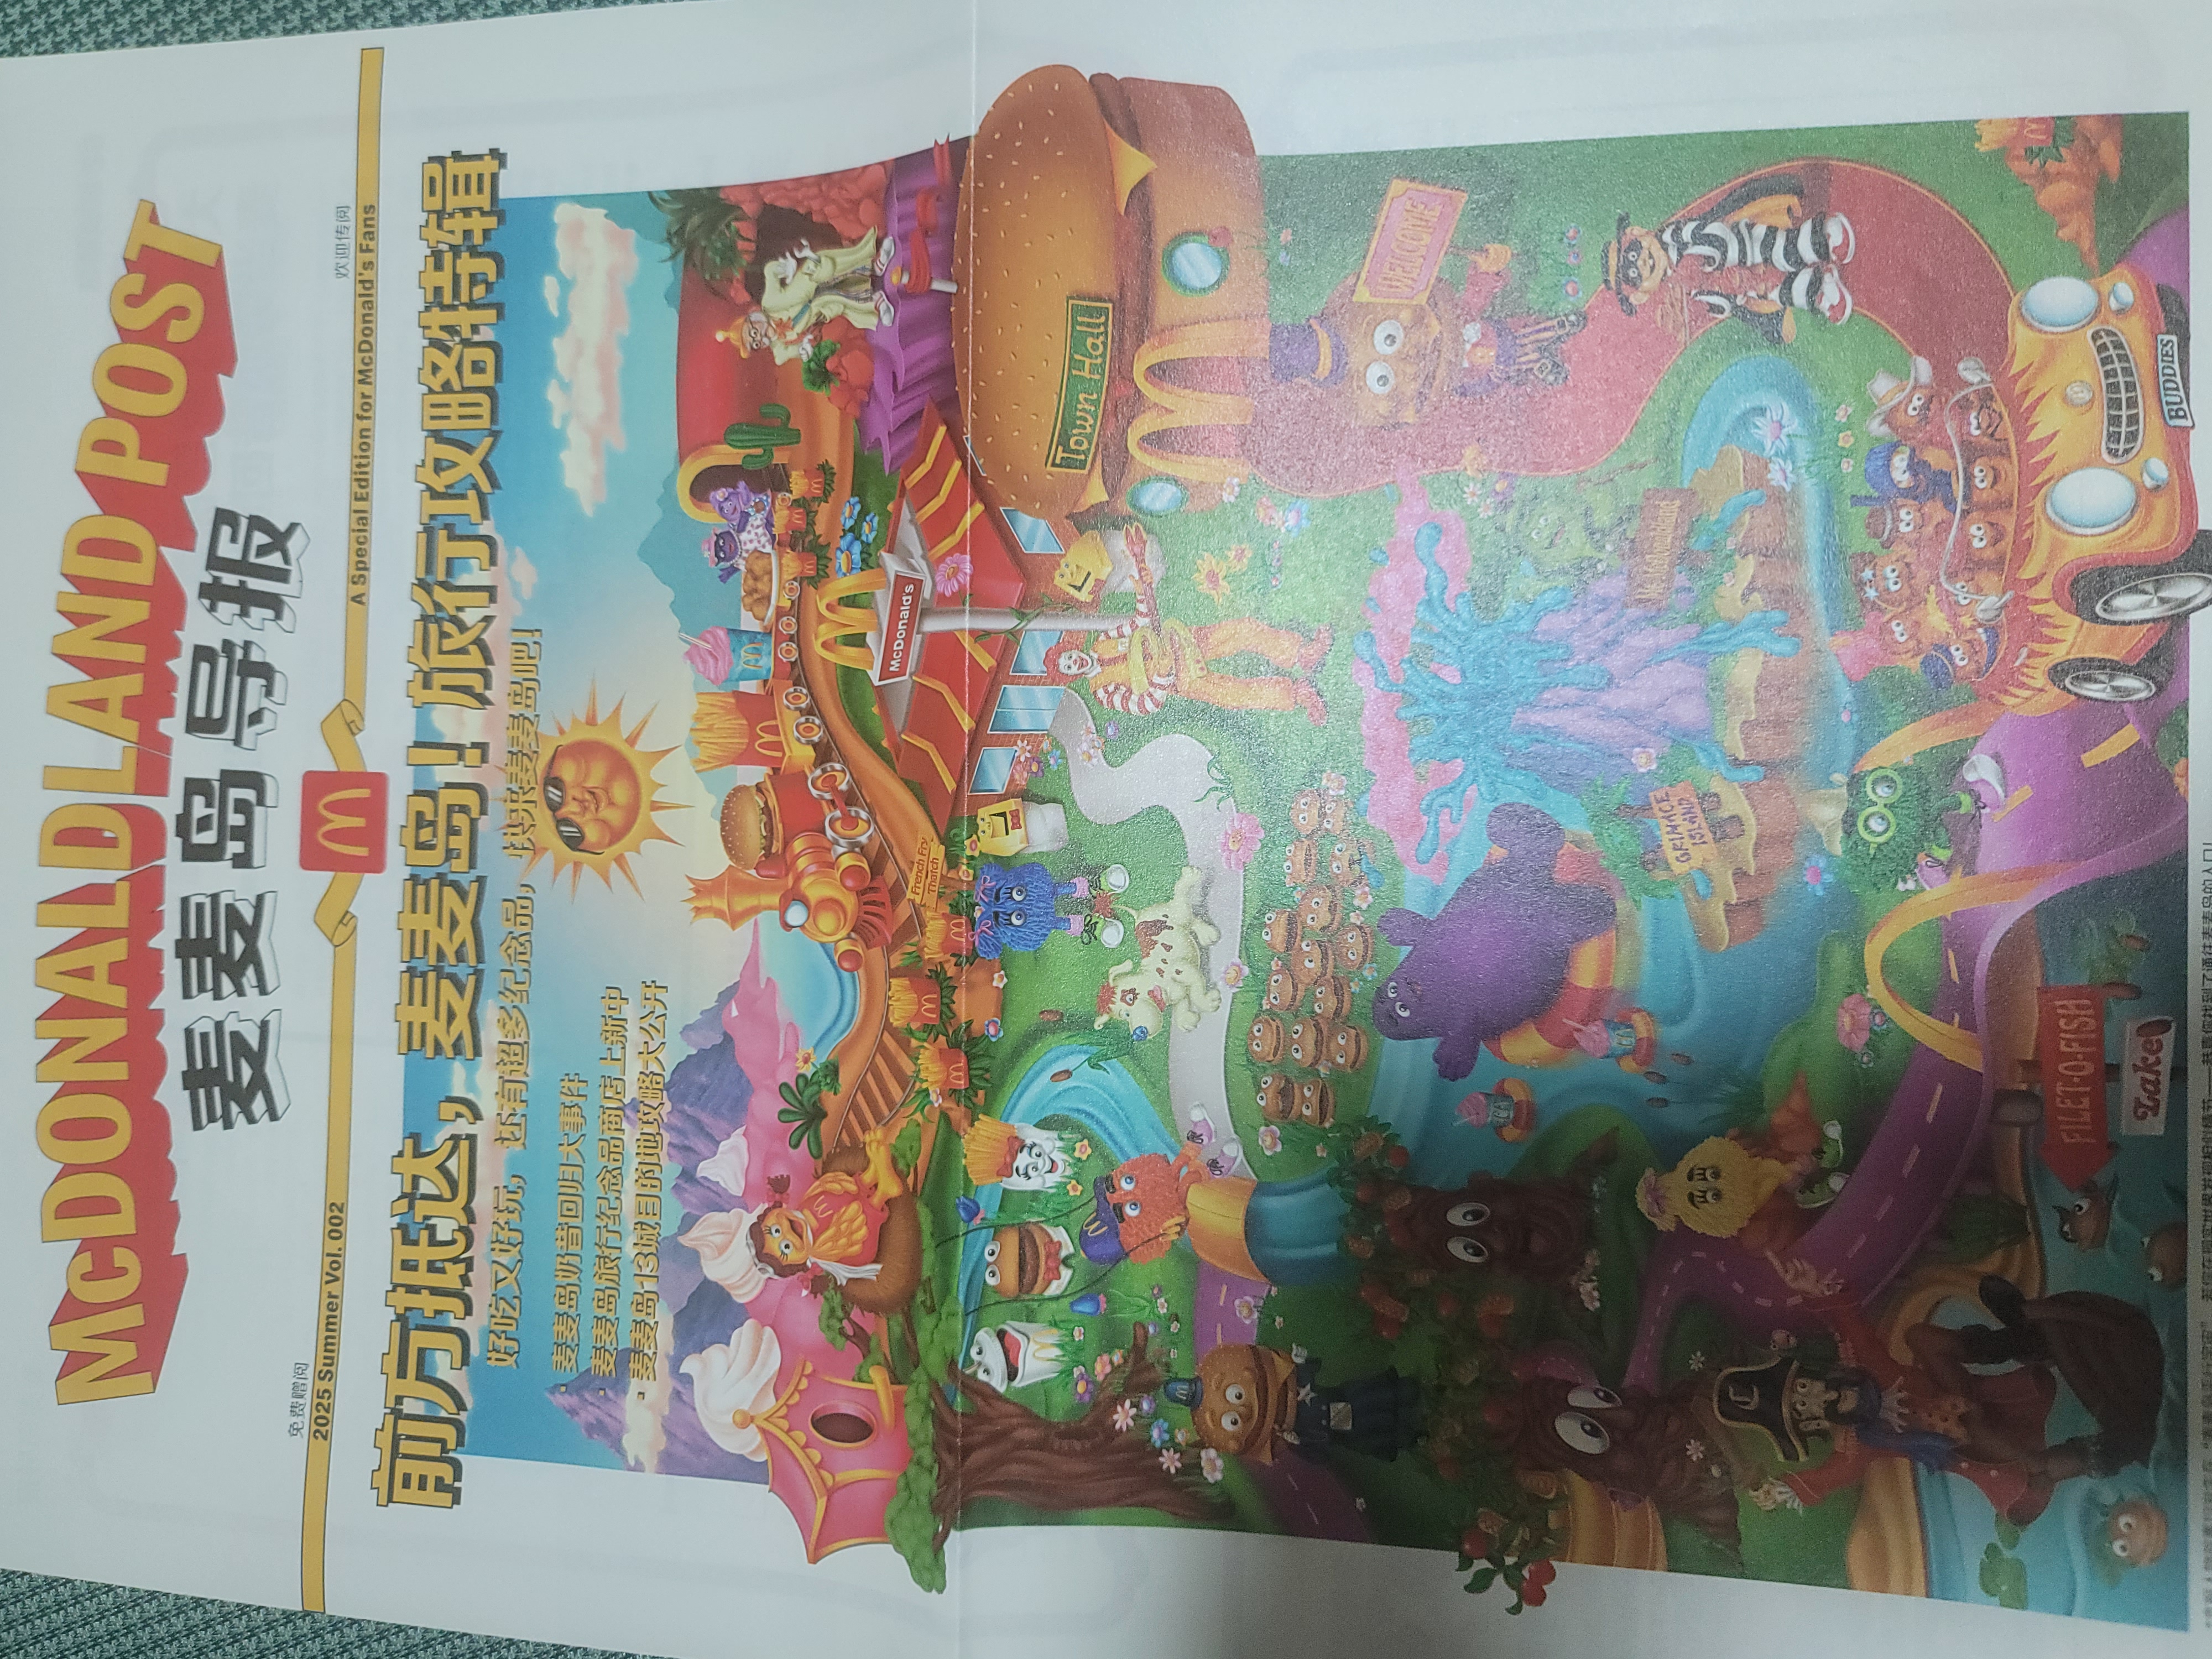 McDONALDLAND POST
麦麦岛导报
免费赠阅
2025 Summer Vol. 002
欢迎传阅
A Special Edition for McDonald's Fans
前方抵达，麦麦岛！旅行攻略特辑
好吃又好玩，还有超多纪念品，快来麦麦岛吧！
· 麦麦岛奶昔回归大事件
· 麦麦岛旅行纪念品商店上新中
· 麦麦岛13城目的地攻略大公开
McDonald's
French Fry
Thatch
Town Hall
WELCOME
GRIMACE
ISLAND
Mt. McDonaldland
C
FILET-O-FISH
Lake
BUDDIES